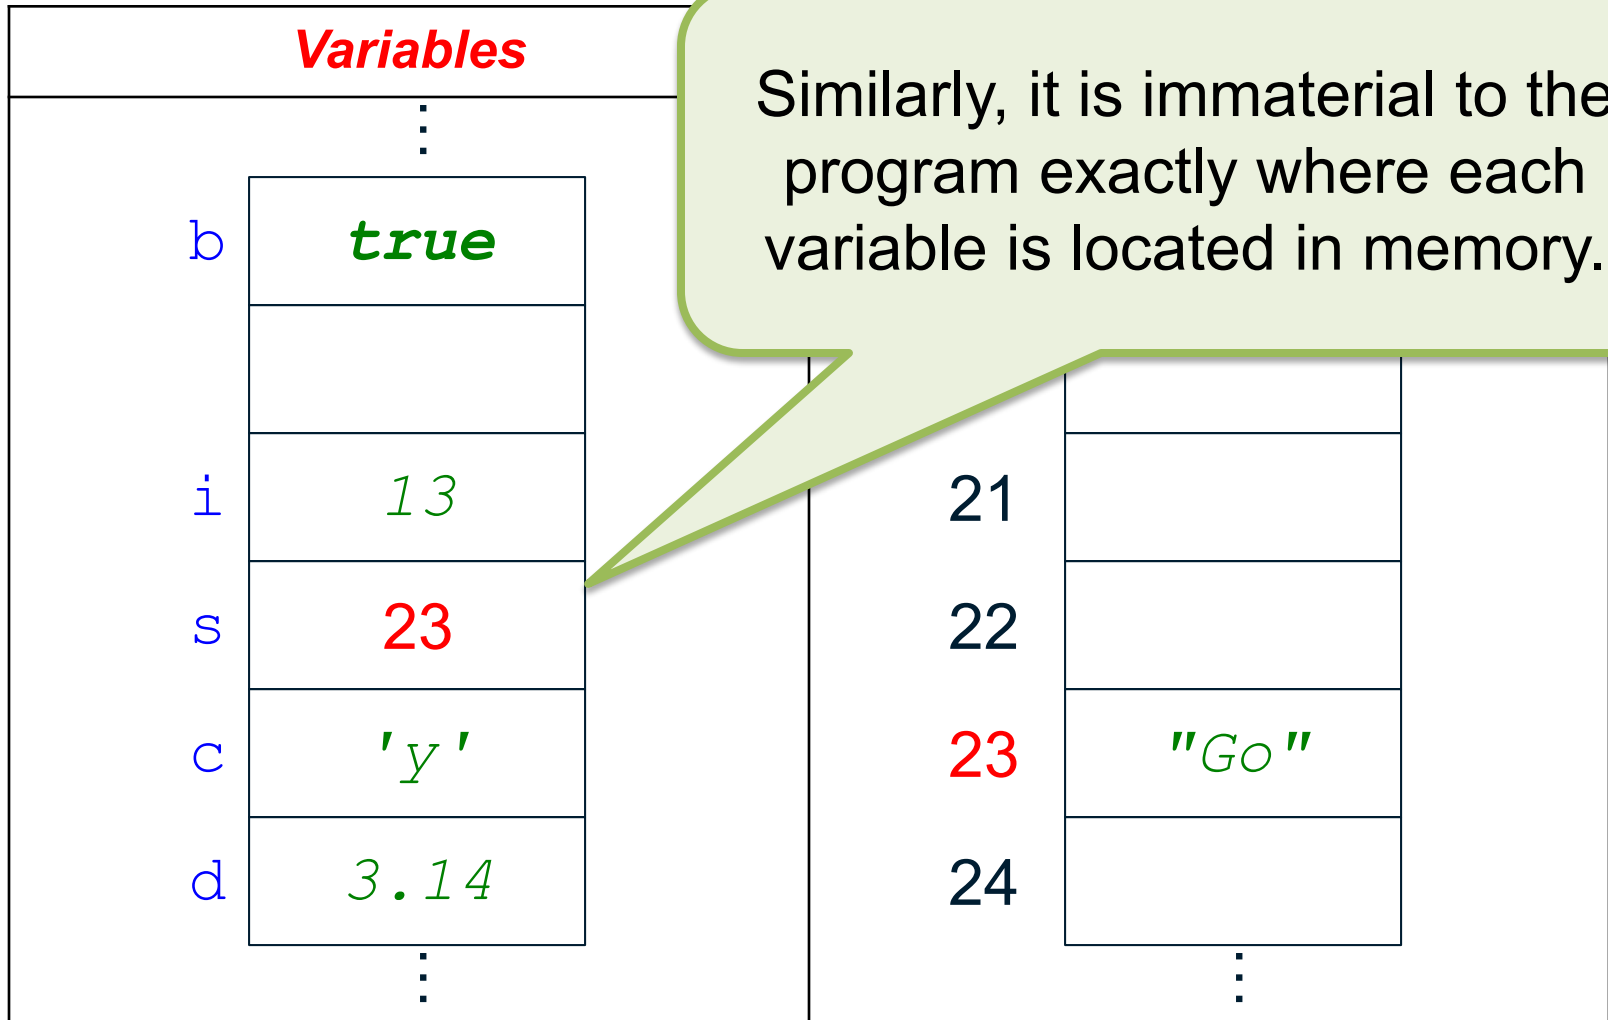 Variables
Similarly, it is immaterial to the
program exactly where each
variable is located in memory.
b true
i 13
s 23
c 'y'
d 3.14
21
22
23 "Go"
24